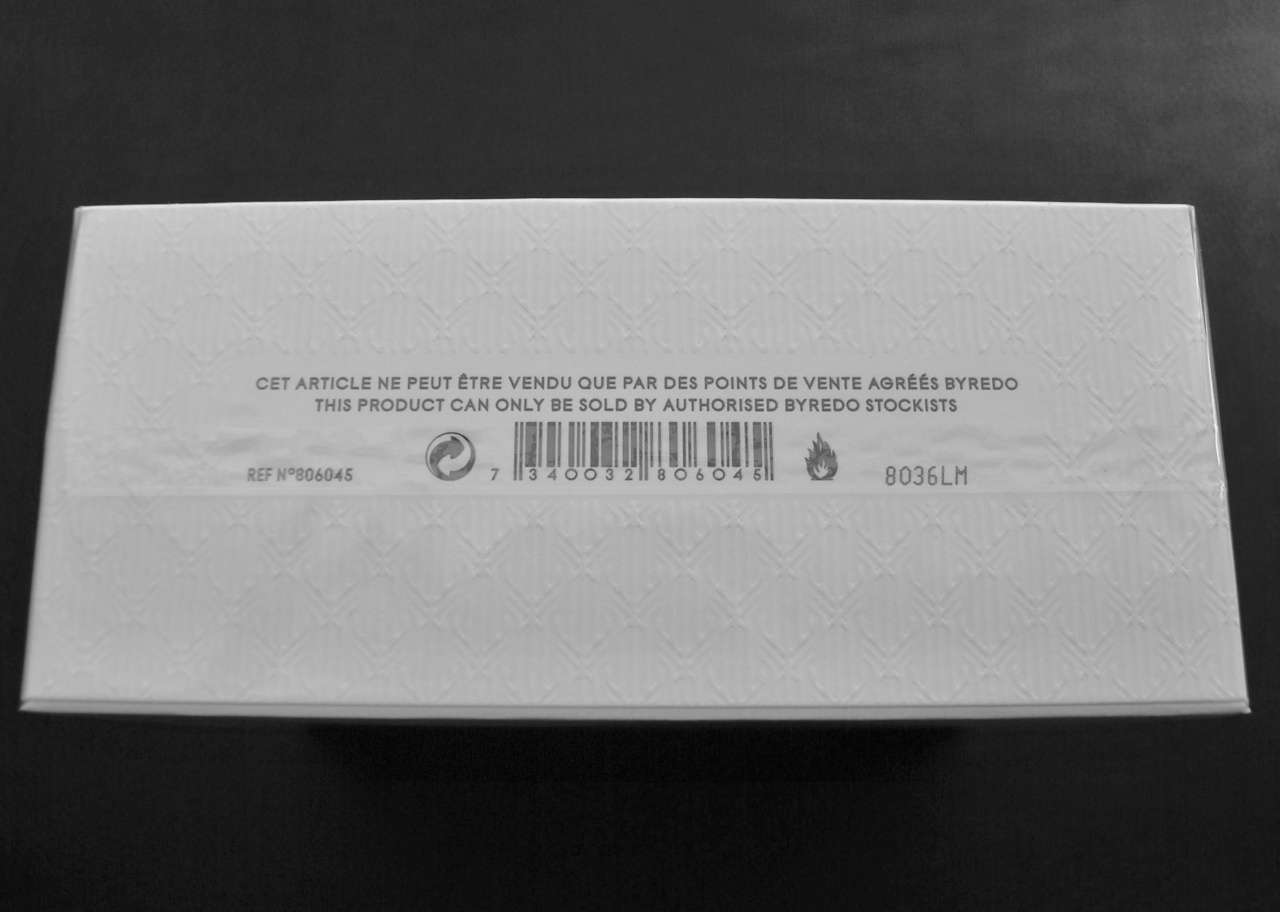 CET ARTICLE NE PEUT ÊTRE VENDU QUE PAR DES POINTS DE VENTE AGRÉÉS BYREDO
THIS PRODUCT CAN ONLY BE SOLD BY AUTHORISED BYREDO STOCKISTS
REF N°806045 7 340032 806045 8036LM